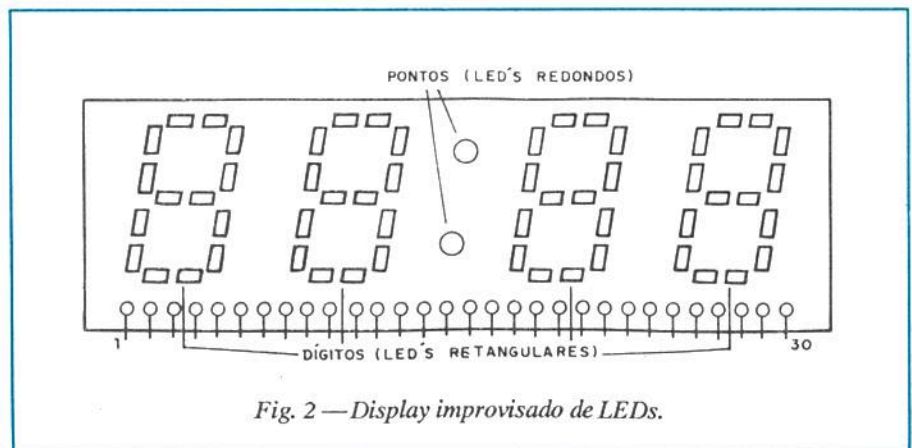 PONTOS (LED'S REDONDOS)
1
30
DÍGITOS (LED'S RETANGULARES)
Fig. 2 — Display improvisado de LEDs.